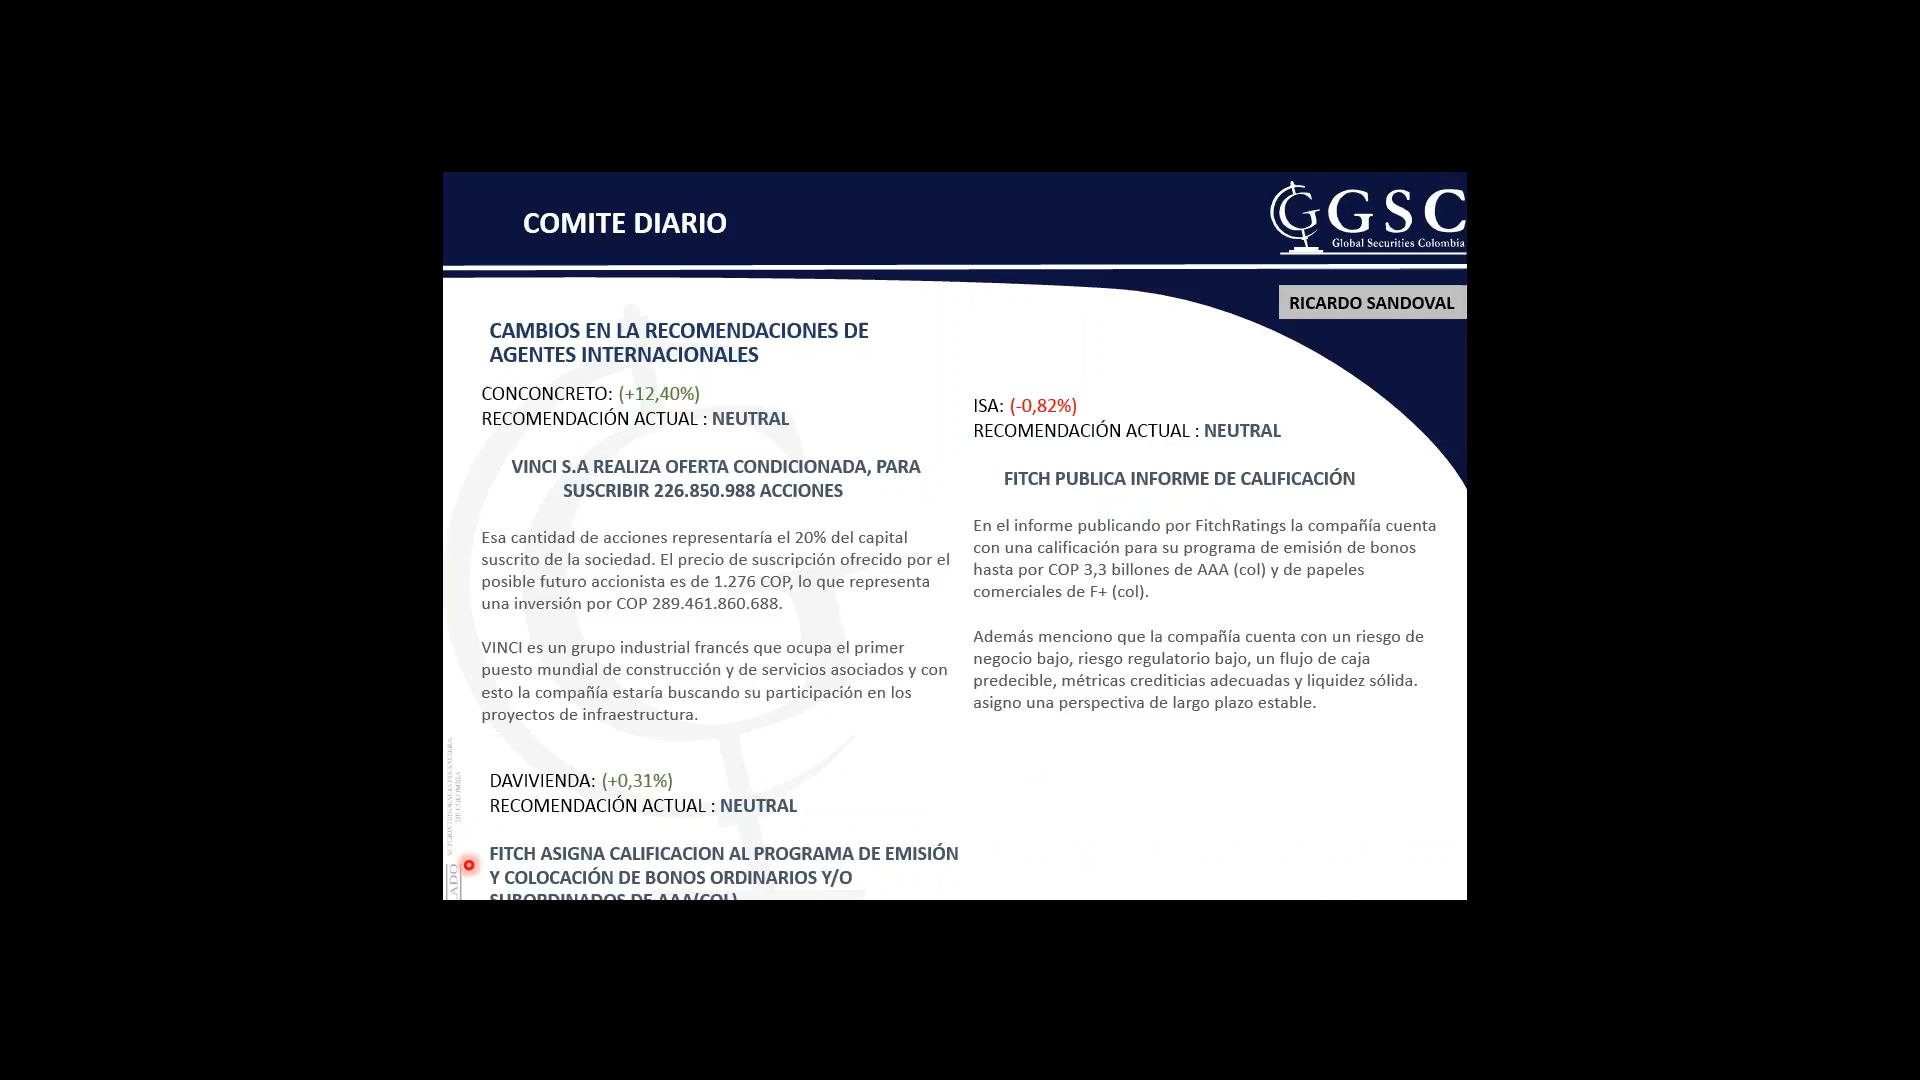 COMITE DIARIO
GSC
Global Securities Colombia
RICARDO SANDOVAL
CAMBIOS EN LA RECOMENDACIONES DE
AGENTES INTERNACIONALES
CONCONCRETO: (+12,40%)
RECOMENDACIÓN ACTUAL : NEUTRAL
VINCI S.A REALIZA OFERTA CONDICIONADA, PARA
SUSCRIBIR 226.850.988 ACCIONES
Esa cantidad de acciones representaría el 20% del capital
suscrito de la sociedad. El precio de suscripción ofrecido por el
posible futuro accionista es de 1.276 COP, lo que representa
una inversión por COP 289.461.860.688.
VINCI es un grupo industrial francés que ocupa el primer
puesto mundial de construcción y de servicios asociados y con
esto la compañía estaría buscando su participación en los
proyectos de infraestructura.
DAVIVIENDA: (+0,31%)
RECOMENDACIÓN ACTUAL : NEUTRAL
FITCH ASIGNA CALIFICACION AL PROGRAMA DE EMISIÓN
Y COLOCACIÓN DE BONOS ORDINARIOS Y/O
SUBORDINADOS DE AAA(COL)
ISA: (-0,82%)
RECOMENDACIÓN ACTUAL : NEUTRAL
FITCH PUBLICA INFORME DE CALIFICACIÓN
En el informe publicando por FitchRatings la compañía cuenta
con una calificación para su programa de emisión de bonos
hasta por COP 3,3 billones de AAA (col) y de papeles
comerciales de F+ (col).
Además menciono que la compañía cuenta con un riesgo de
negocio bajo, riesgo regulatorio bajo, un flujo de caja
predecible, métricas crediticias adecuadas y liquidez sólida.
asigno una perspectiva de largo plazo estable.
SUPERINTENDENCIA FINANCIERA
DE COLOMBIA